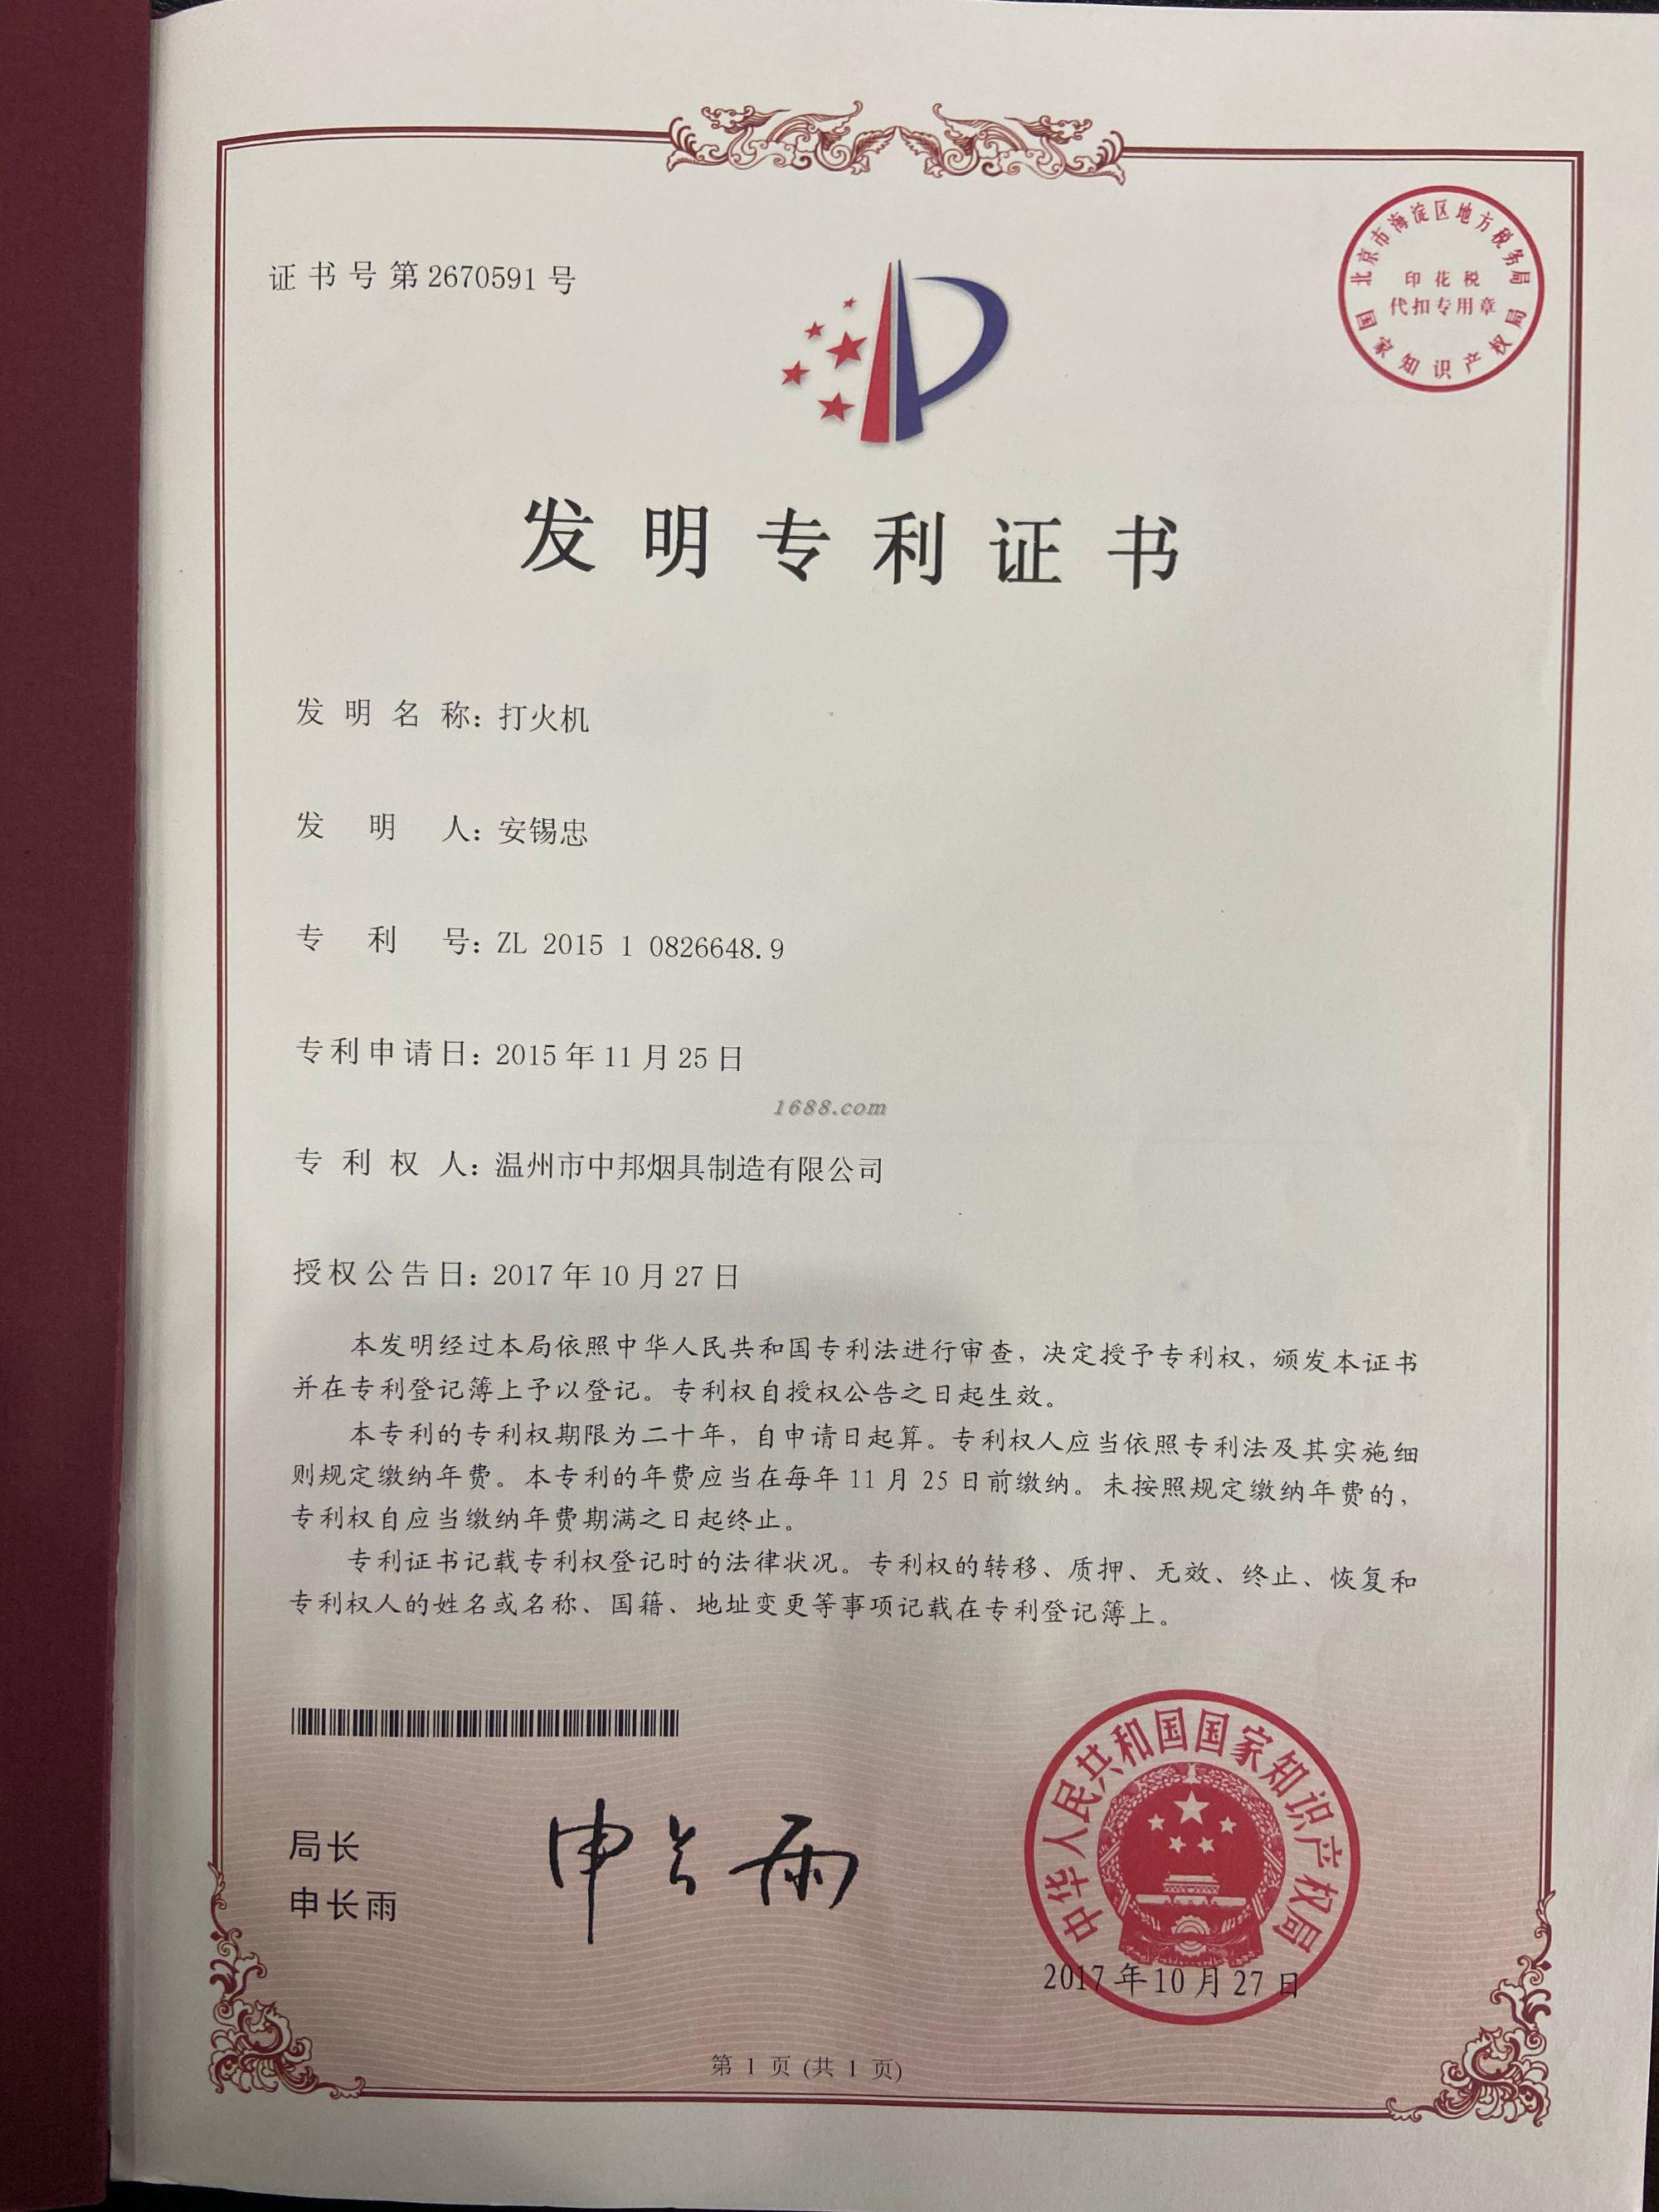 证书号第2670591号
北京市海淀区地方税务局
印花税
代扣专用章
国家知识产权局
发明专利证书
发明名称：打火机
发明人：安锡忠
专利号：ZL 2015 1 0826648.9
专利申请日：2015年11月25日
1688.com
专利权人：温州市中邦烟具制造有限公司
授权公告日：2017年10月27日
本发明经过本局依照中华人民共和国专利法进行审查，决定授予专利权，颁发本证书
并在专利登记簿上予以登记。专利权自授权公告之日起生效。
本专利的专利权期限为二十年，自申请日起算。专利权人应当依照专利法及其实施细
则规定缴纳年费。本专利的年费应当在每年11月25日前缴纳。未按照规定缴纳年费的，
专利权自应当缴纳年费期满之日起终止。
专利证书记载专利权登记时的法律状况。专利权的转移、质押、无效、终止、恢复和
专利权人的姓名或名称、国籍、地址变更等事项记载在专利登记簿上。
局长
申长雨
申长雨
中华人民共和国国家知识产权局
2017年10月27日
第1页(共1页)